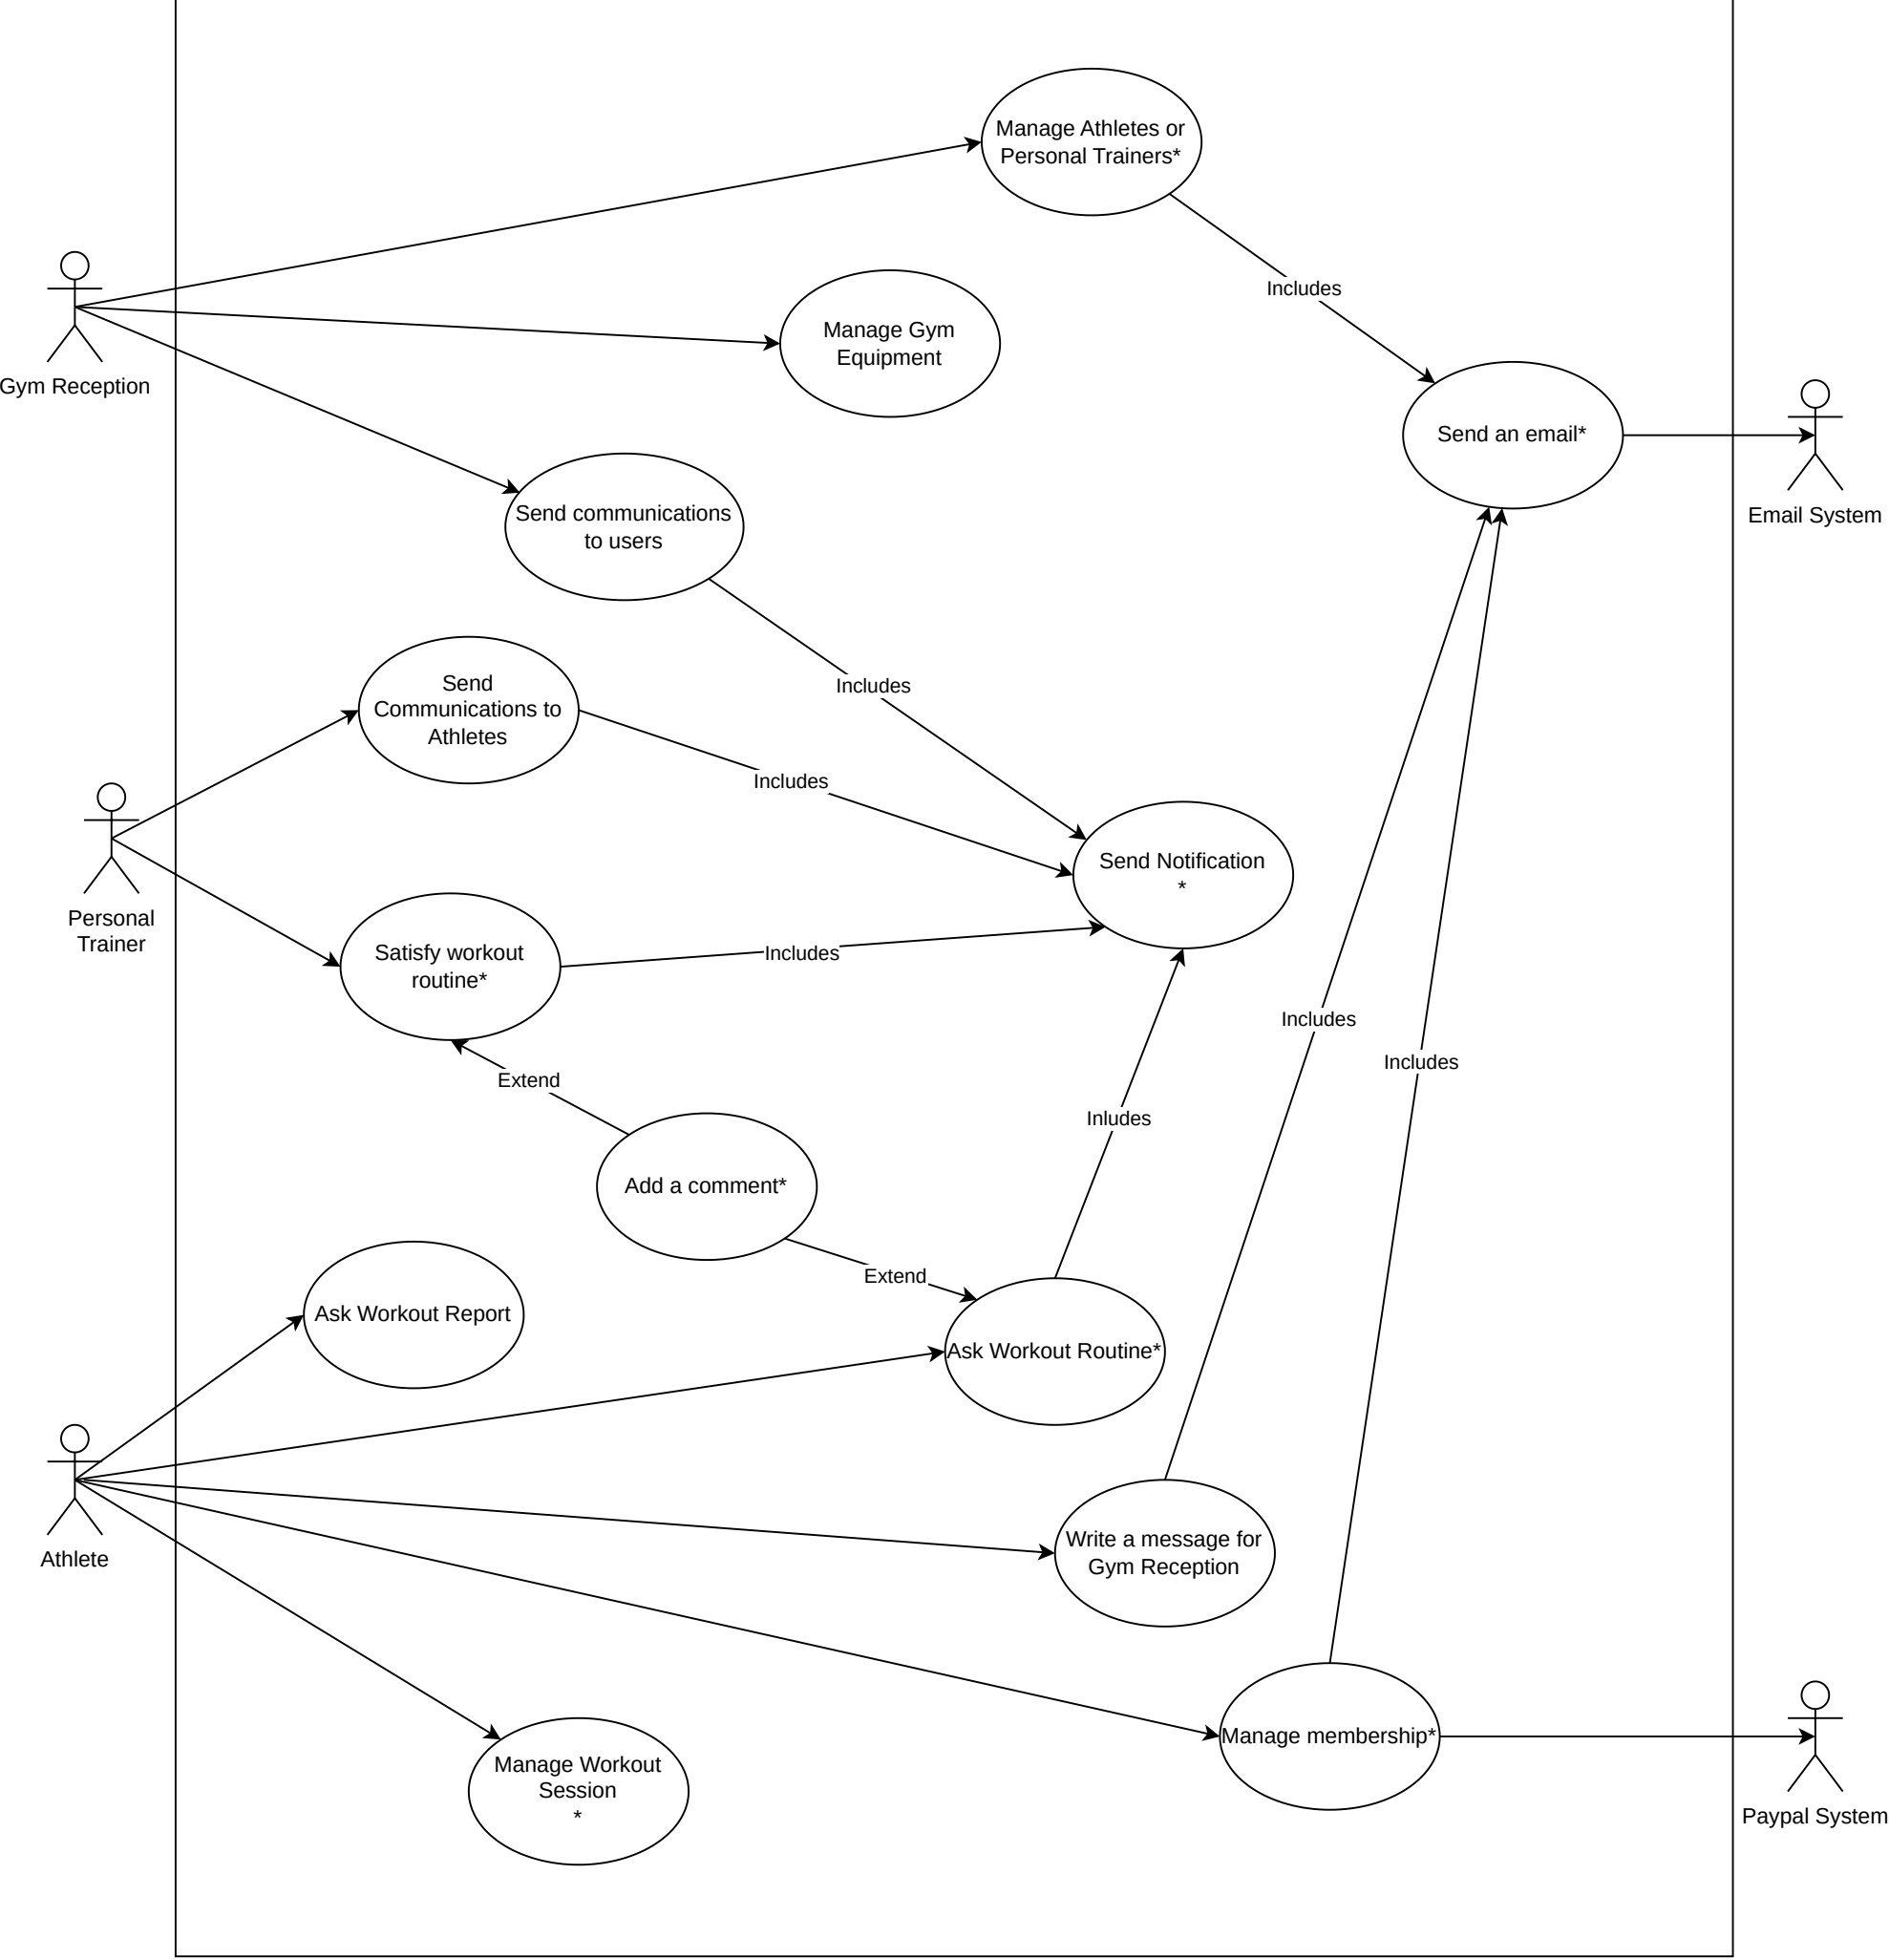 Manage Athletes or
Personal Trainers*
Includes
Manage Gym
Equipment
Gym Reception
Send an email*
Email System
Send communications
to users
Includes
Send
Communications to
Athletes
Includes
Send Notification
*
Personal
Trainer
Satisfy workout
routine*
Includes
Includes
Includes
Extend
Inludes
Add a comment*
Extend
Ask Workout Report
Ask Workout Routine*
Write a message for
Gym Reception
Athlete
Manage membership*
Manage Workout
Session
*
Paypal System